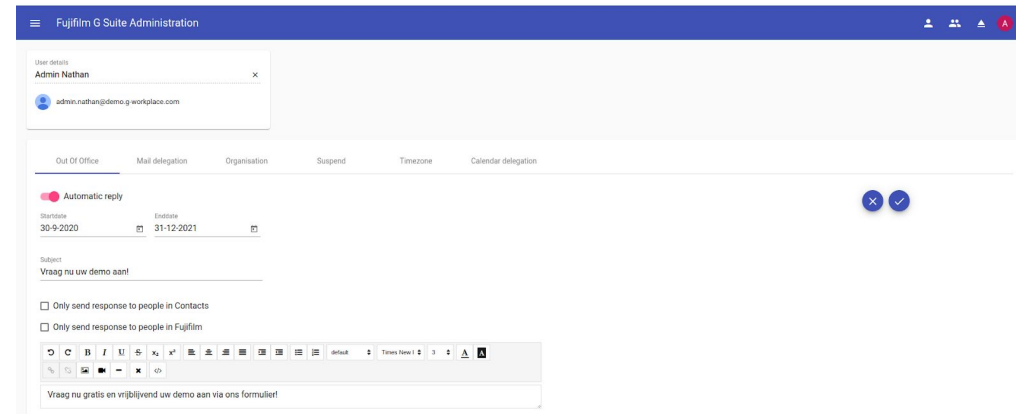 Fujifilm G Suite Administration
A
User details
Admin Nathan
admin.nathan@demo.g-workplace.com
Out Of Office Mail delegation Organisation Suspend Timezone Calendar delegation
Automatic reply
Startdate Enddate
30-9-2020 31-12-2021
Subject
Vraag nu uw demo aan!
Only send response to people in Contacts
Only send response to people in Fujifilm
B I U S x₂ x² default Times New I 3 A A
</>
Vraag nu gratis en vrijblijvend uw demo aan via ons formulier!